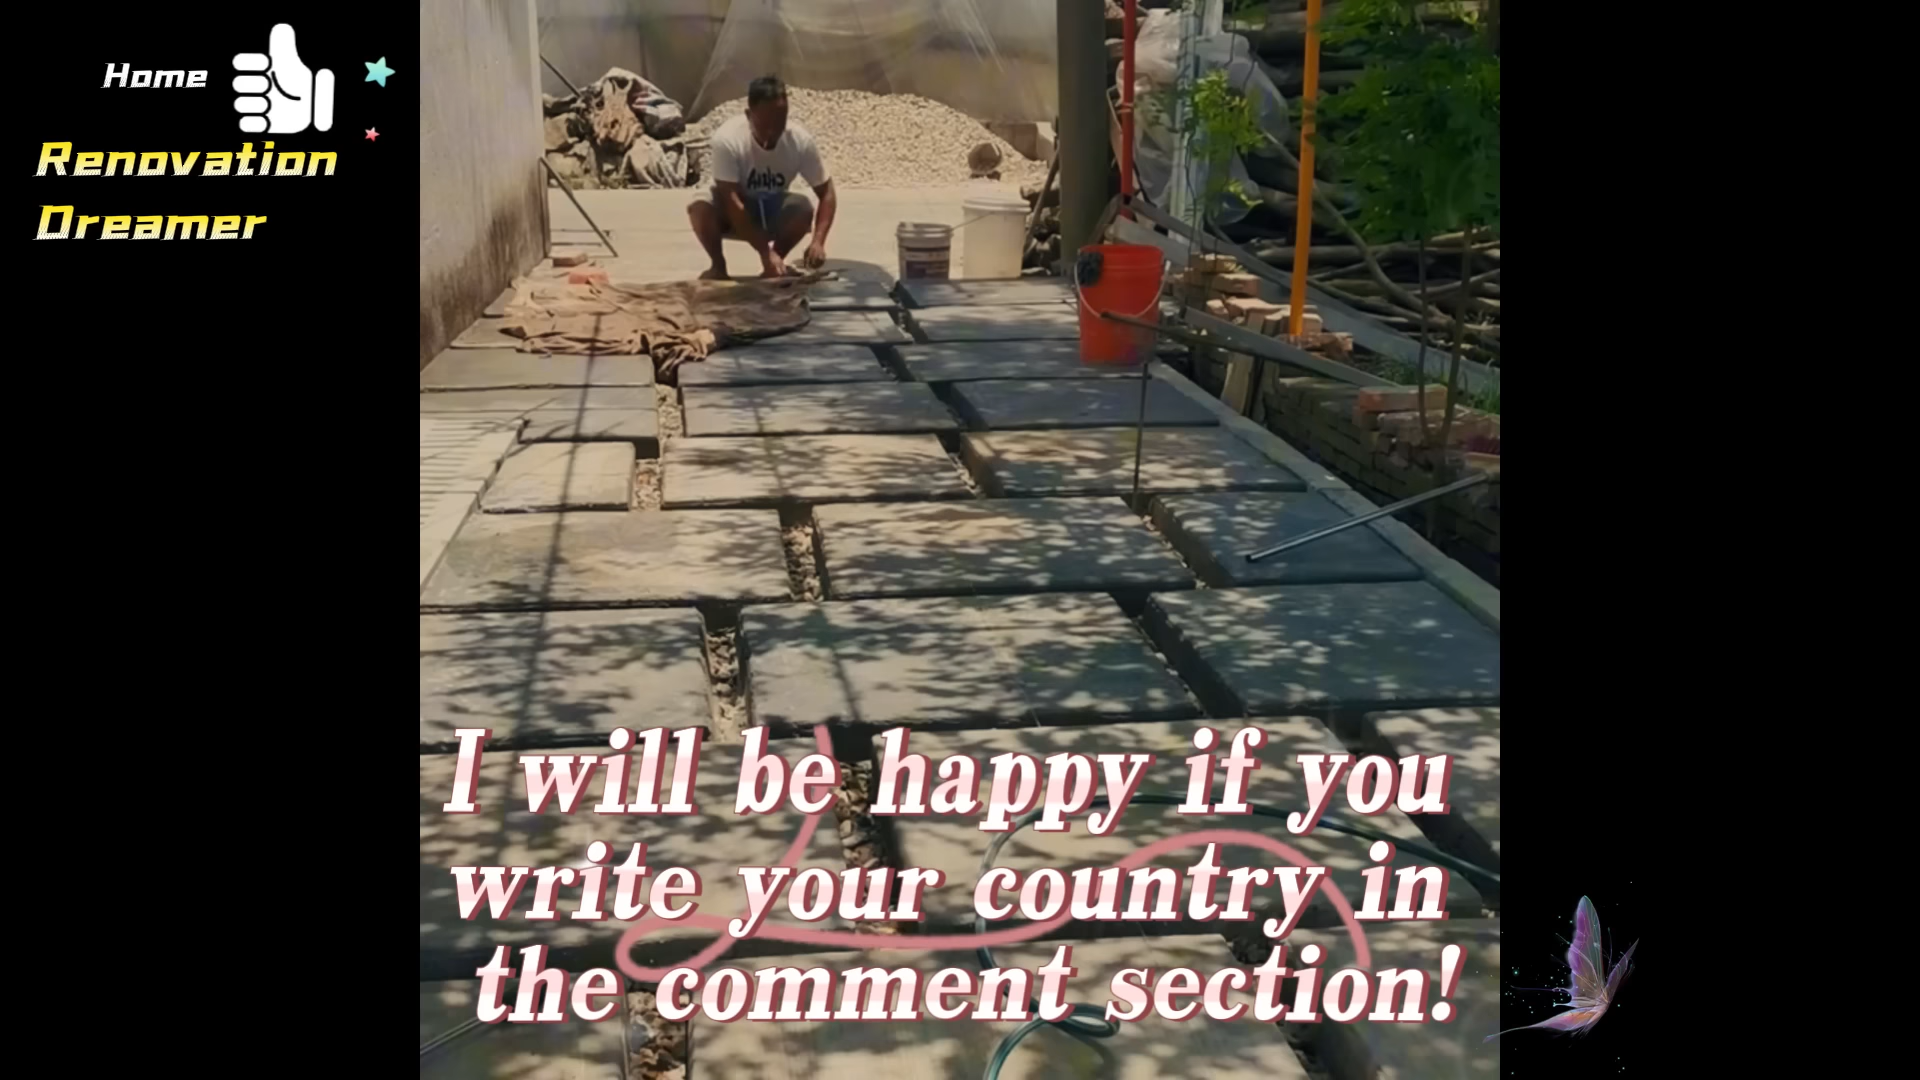 Home
Renovation
Dreamer
I will be happy if you
write your country in
the comment section!